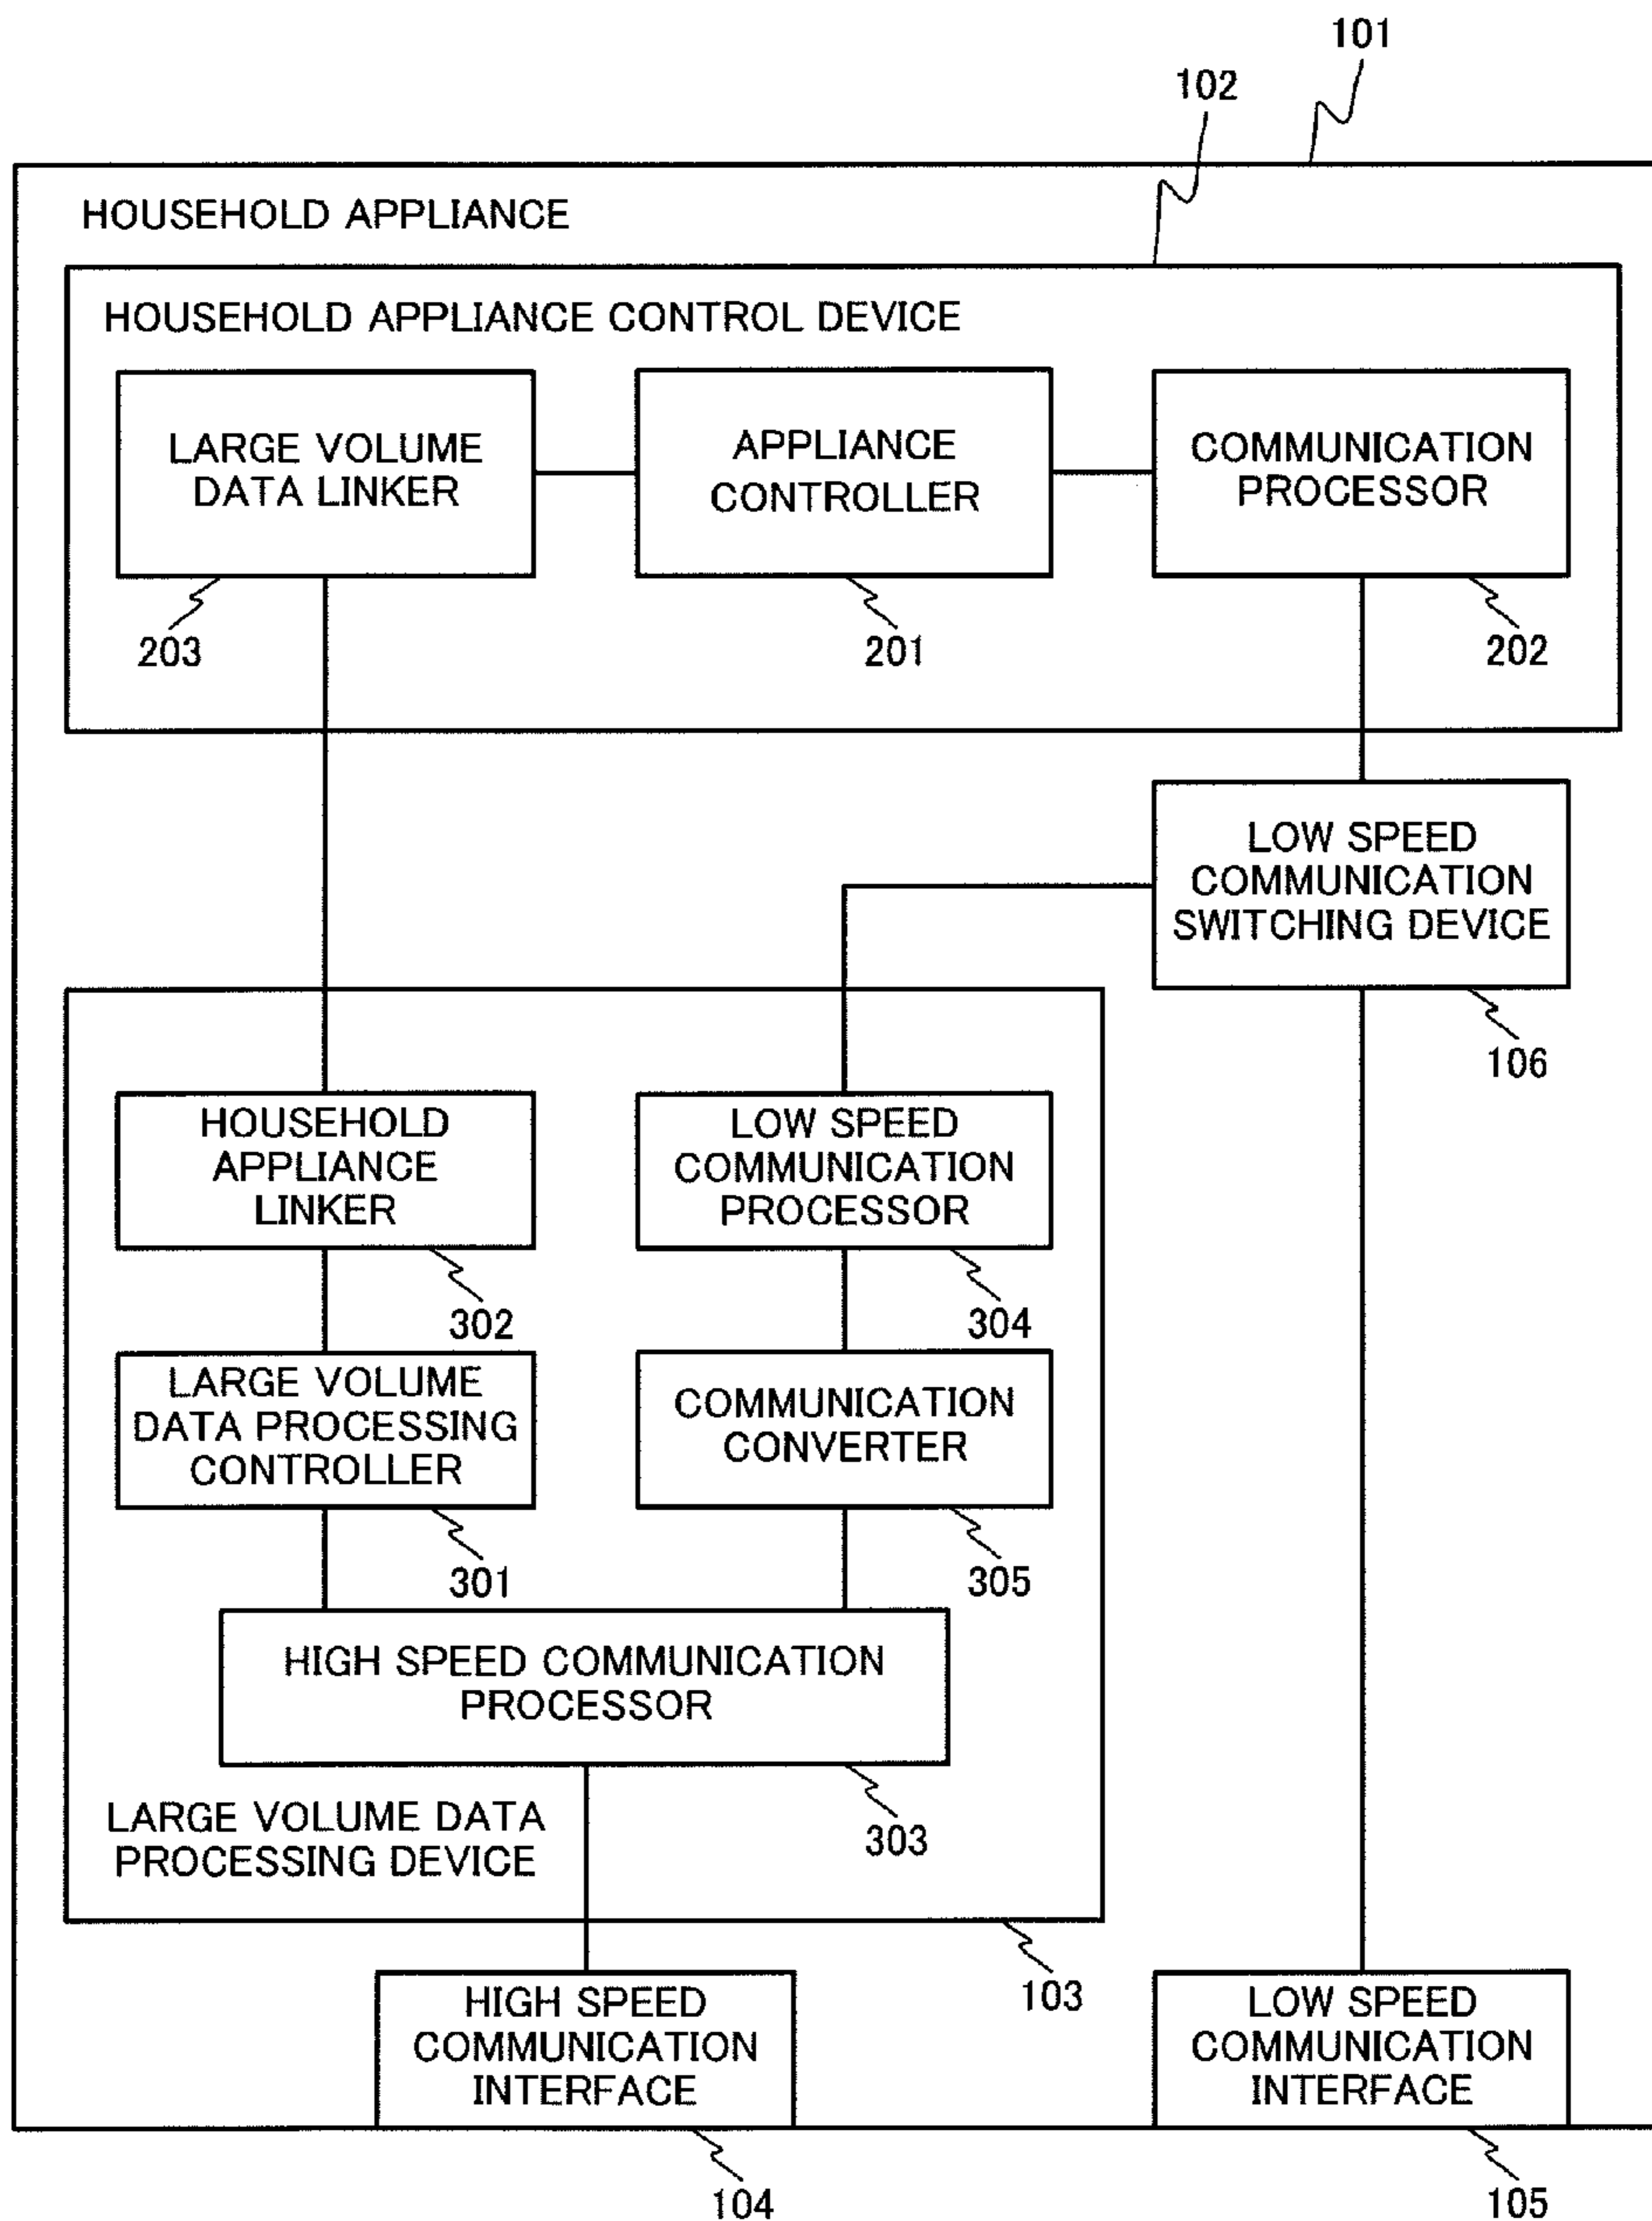 101
102
HOUSEHOLD APPLIANCE
HOUSEHOLD APPLIANCE CONTROL DEVICE
LARGE VOLUME
DATA LINKER
APPLIANCE
CONTROLLER
COMMUNICATION
PROCESSOR
203
201
202
LOW SPEED
COMMUNICATION
SWITCHING DEVICE
106
HOUSEHOLD
APPLIANCE
LINKER
LOW SPEED
COMMUNICATION
PROCESSOR
302
304
LARGE VOLUME
DATA PROCESSING
CONTROLLER
COMMUNICATION
CONVERTER
301
305
HIGH SPEED COMMUNICATION
PROCESSOR
303
LARGE VOLUME DATA
PROCESSING DEVICE
103
HIGH SPEED
COMMUNICATION
INTERFACE
LOW SPEED
COMMUNICATION
INTERFACE
104
105